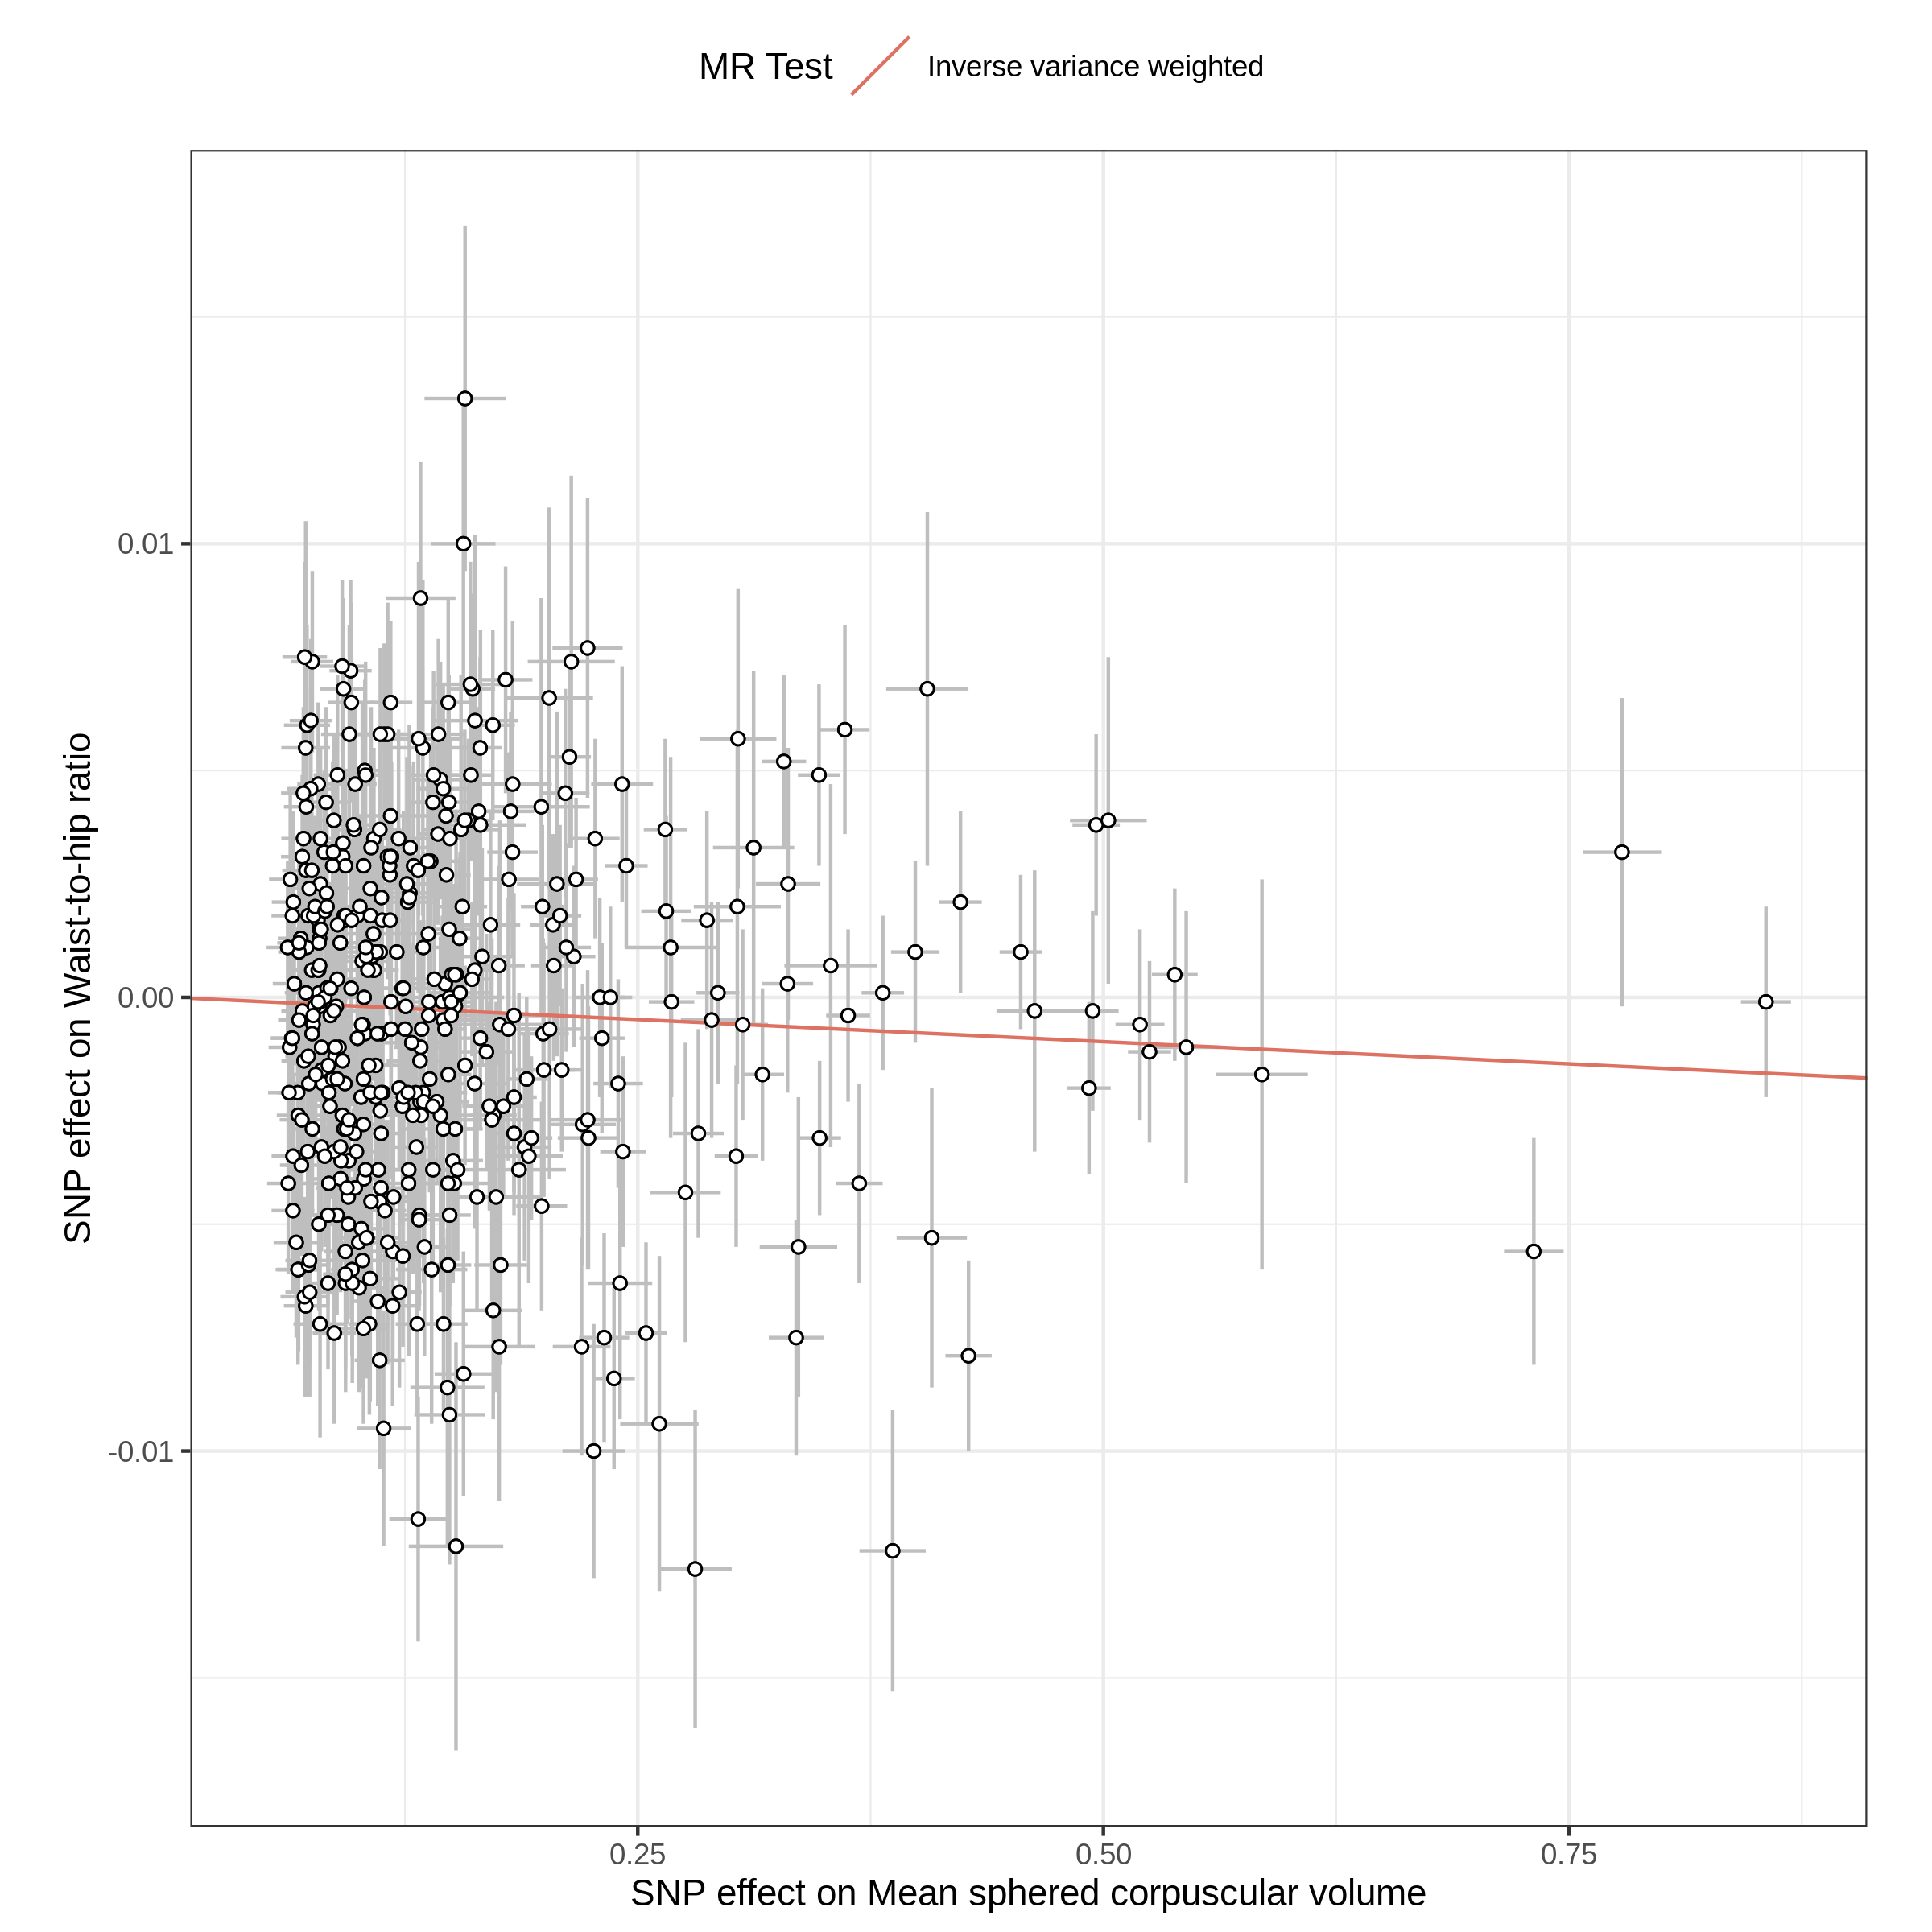 MR Test
Inverse variance weighted
SNP effect on Waist-to-hip ratio
0.01
0.00
-0.01
0.25
0.50
0.75
SNP effect on Mean sphered corpuscular volume